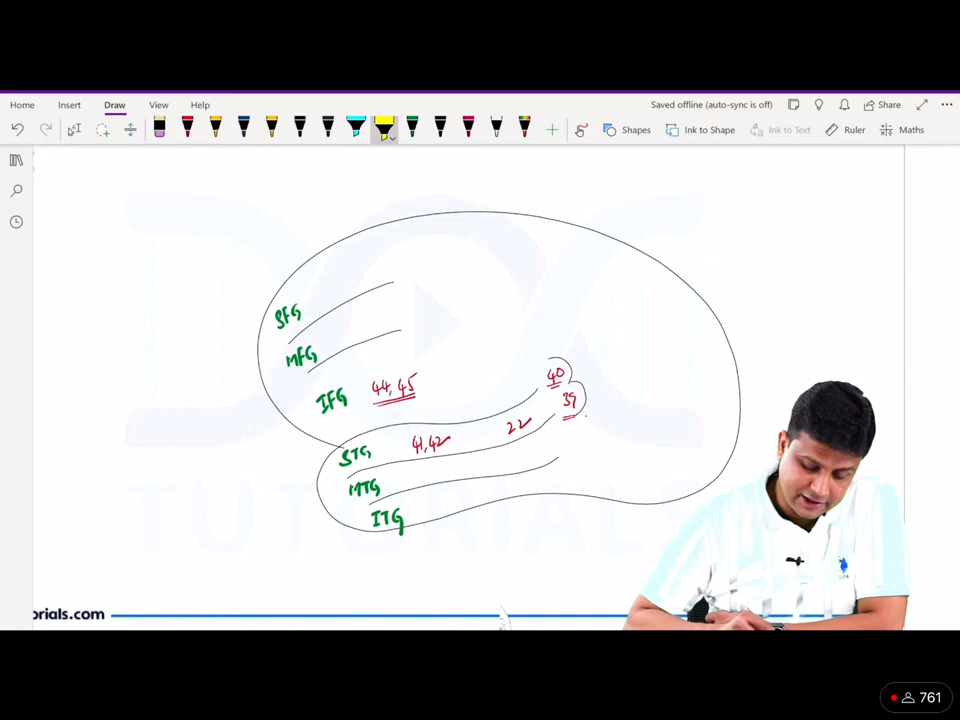 Home Insert Draw View Help
Saved offline (auto-sync is off) Share
Shapes Ink to Shape Ink to Text Ruler Maths
SFG
MFG
IFG 44, 45
40
39
STG 41, 42 22
MTG
ITG
TUTORIALS
orials.com
761